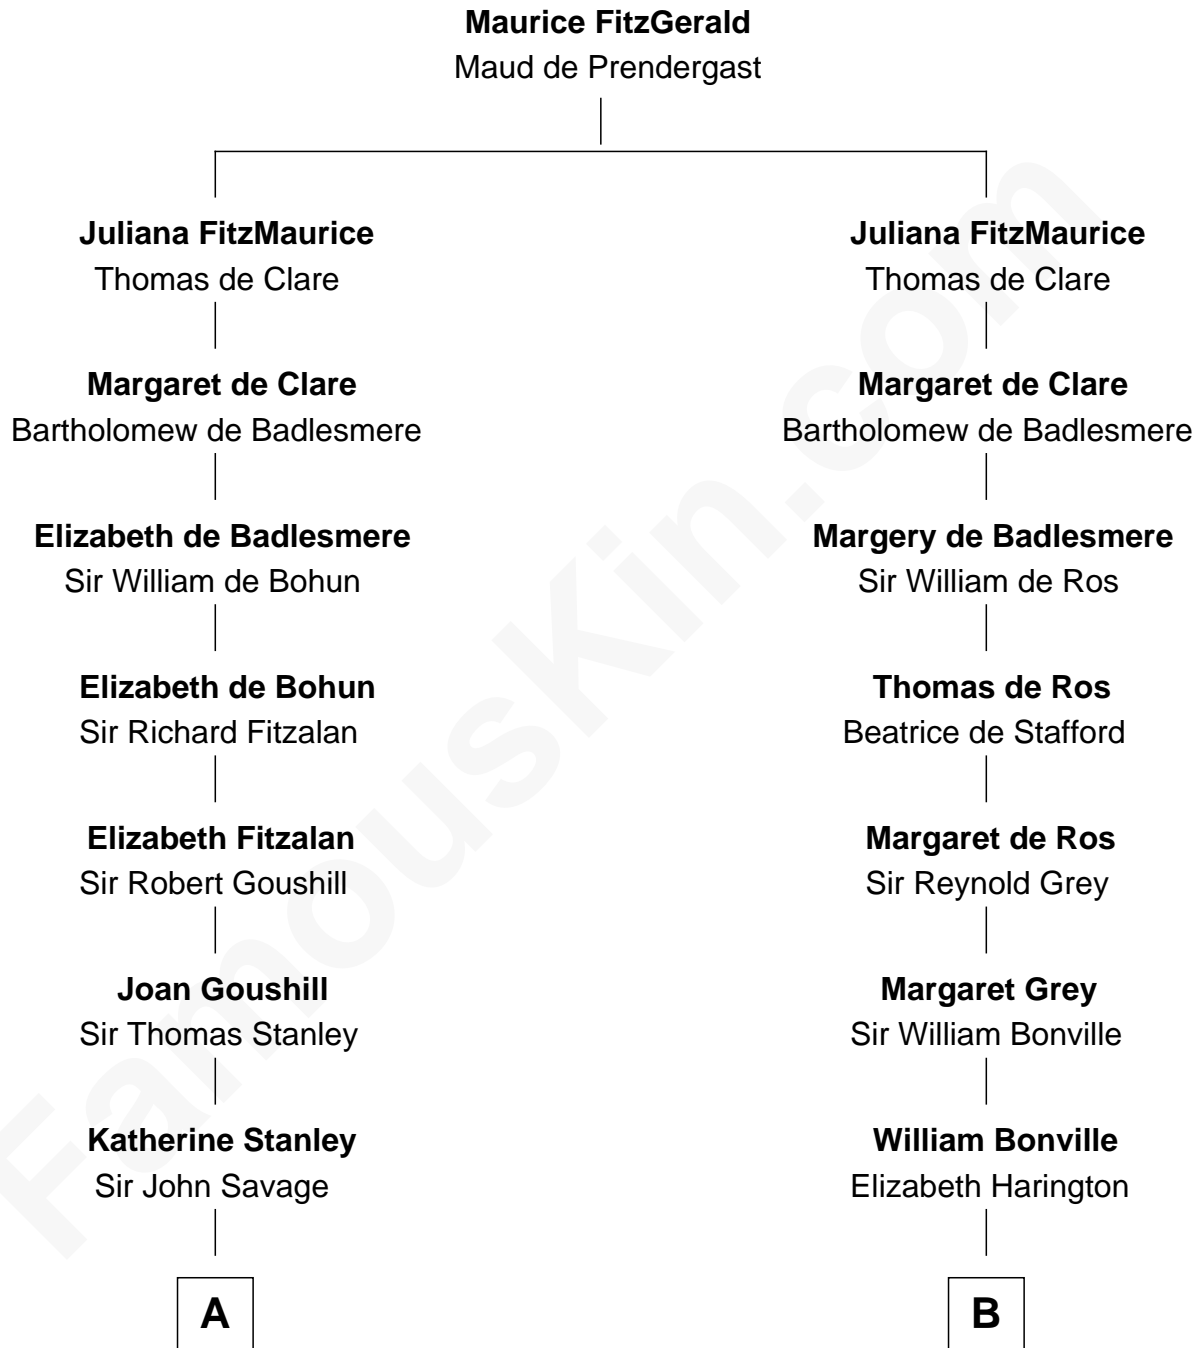 Maurice FitzGerald
Maud de Prendergast
Juliana FitzMaurice
Thomas de Clare
Margaret de Clare
Bartholomew de Badlesmere
Elizabeth de Badlesmere
Sir William de Bohun
Elizabeth de Bohun
Sir Richard Fitzalan
Elizabeth Fitzalan
Sir Robert Goushill
Joan Goushill
Sir Thomas Stanley
Katherine Stanley
Sir John Savage
A
Juliana FitzMaurice
Thomas de Clare
Margaret de Clare
Bartholomew de Badlesmere
Margery de Badlesmere
Sir William de Ros
Thomas de Ros
Beatrice de Stafford
Margaret de Ros
Sir Reynold Grey
Margaret Grey
Sir William Bonville
William Bonville
Elizabeth Harington
B
FamousKin.com